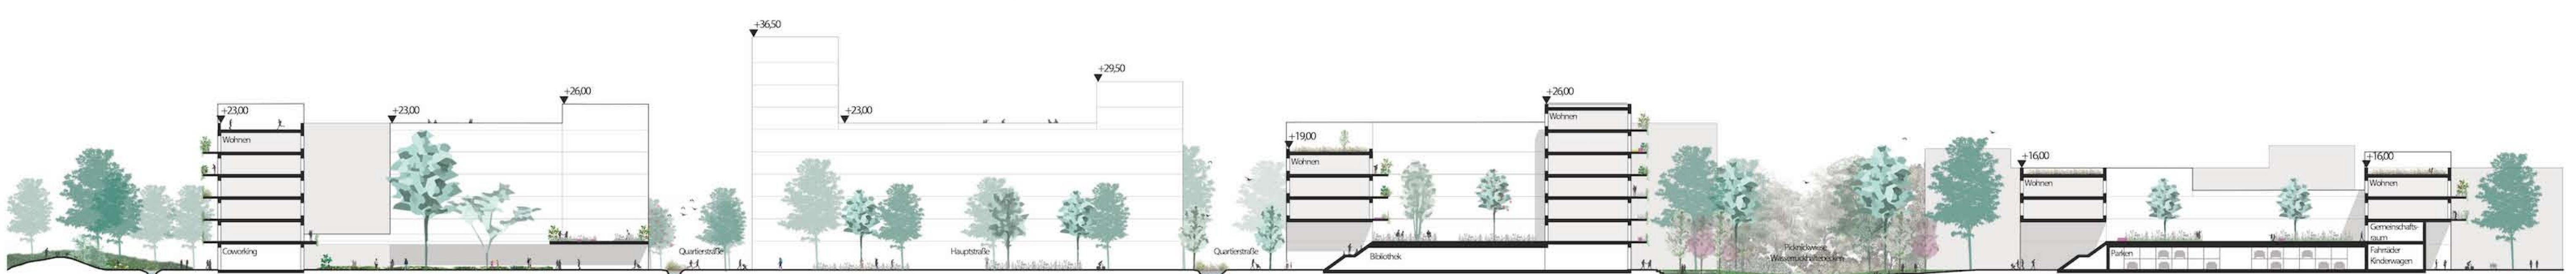 +23,00
Wohnen
Coworking
+23,00
+26,00
Quartierstraße
+36,50
+23,00
Hauptstraße
+29,50
Quartierstraße
+19,00
Wohnen
Bibliothek
+26,00
Wohnen
Picknickwiese
Wasserrückhaltebecken
+16,00
Wohnen
Parken
+16,00
Wohnen
Gemeinschafts-
raum
Fahrräder
Kinderwagen